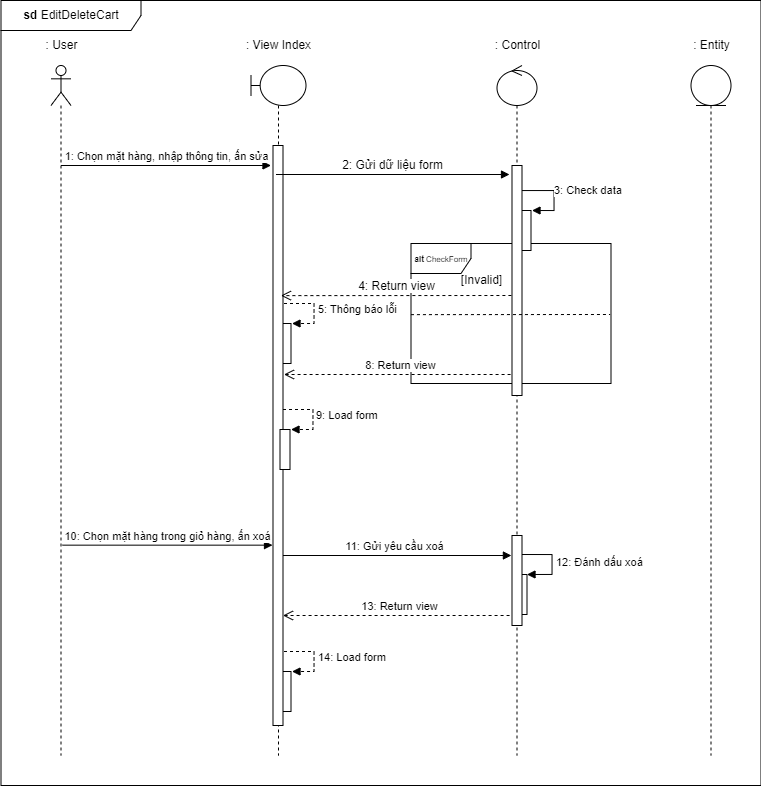 sd EditDeleteCart
: User
: View Index
: Control
: Entity
1: Chọn mặt hàng, nhập thông tin, ấn sửa
2: Gửi dữ liệu form
3: Check data
alt CheckForm
[Invalid]
4: Return view
5: Thông báo lỗi
8: Return view
9: Load form
10: Chọn mặt hàng trong giỏ hàng, ấn xoá
11: Gửi yêu cầu xoá
12: Đánh dấu xoá
13: Return view
14: Load form